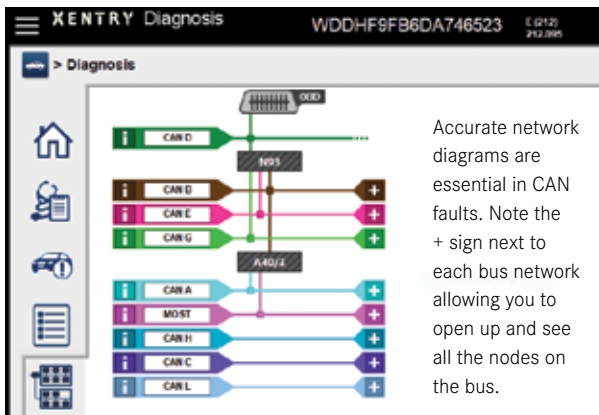 XENTRY Diagnosis
WDDHF9FB6DA746523
E (212)
212.095
> Diagnosis
OBD
CAN D
N93
CAN B
CAN E
CAN G
A40/3
CAN A
MOST
CAN H
CAN C
CAN L
Accurate network
diagrams are
essential in CAN
faults. Note the
+ sign next to
each bus network
allowing you to
open up and see
all the nodes on
the bus.